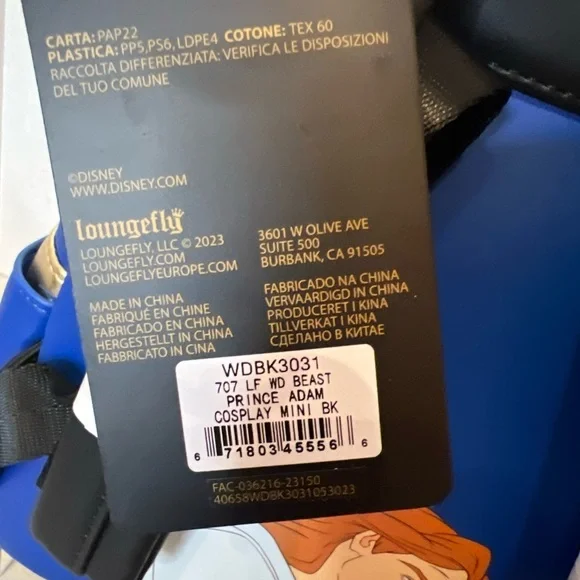 CARTA: PAP22
PLASTICA: PP5,PS6, LDPE4 COTONE: TEX 60
RACCOLTA DIFFERENZIATA: VERIFICA LE DISPOSIZIONI
DEL TUO COMUNE
©DISNEY
WWW.DISNEY.COM
loungefly
LOUNGEFLY, LLC © 2023
LOUNGEFLY.COM
LOUNGEFLYEUROPE.COM
3601 W OLIVE AVE
SUITE 500
BURBANK, CA 91505
MADE IN CHINA
FABRIQUÉ EN CHINE
FABRICADO EN CHINA
HERGESTELLT IN CHINA
FABBRICATO IN CINA
FABRICADO NA CHINA
VERVAARDIGD IN CHINA
PRODUCERET I KINA
TILLVERKAT I KINA
СДЕЛАНО В КИТАЕ
WDBK3031
707 LF WD BEAST
PRINCE ADAM
COSPLAY MINI BK
6 71803 45556 6
FAC-036216-23150
40658WDBK3031053023